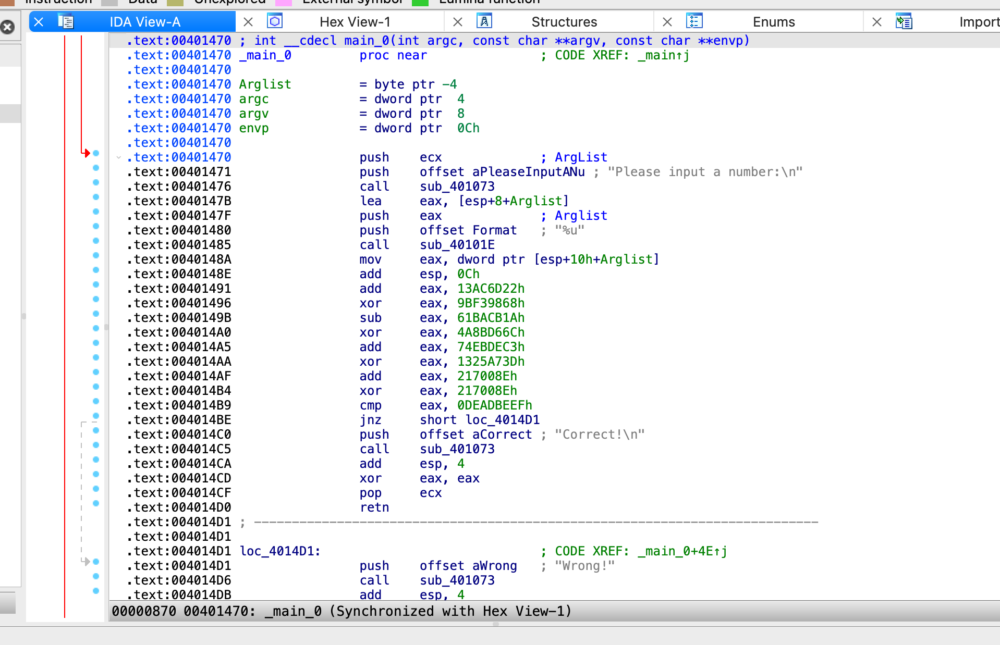 Instruction Data Unexplored External symbol Lumina function
IDA View-A Hex View-1 Structures Enums Import
.text:00401470 ; int __cdecl main_0(int argc, const char **argv, const char **envp)
.text:00401470 _main_0 proc near ; CODE XREF: _main↑j
.text:00401470
.text:00401470 Arglist = byte ptr -4
.text:00401470 argc = dword ptr 4
.text:00401470 argv = dword ptr 8
.text:00401470 envp = dword ptr 0Ch
.text:00401470
.text:00401470 push ecx ; ArgList
.text:00401471 push offset aPleaseInputANu ; "Please input a number:\n"
.text:00401476 call sub_401073
.text:0040147B lea eax, [esp+8+Arglist]
.text:0040147F push eax ; Arglist
.text:00401480 push offset Format ; "%u"
.text:00401485 call sub_40101E
.text:0040148A mov eax, dword ptr [esp+10h+Arglist]
.text:0040148E add esp, 0Ch
.text:00401491 add eax, 13AC6D22h
.text:00401496 xor eax, 9BF39868h
.text:0040149B sub eax, 61BACB1Ah
.text:004014A0 xor eax, 4A8BD66Ch
.text:004014A5 add eax, 74EBDEC3h
.text:004014AA xor eax, 1325A73Dh
.text:004014AF add eax, 217008Eh
.text:004014B4 xor eax, 217008Eh
.text:004014B9 cmp eax, 0DEADBEEFh
.text:004014BE jnz short loc_4014D1
.text:004014C0 push offset aCorrect ; "Correct!\n"
.text:004014C5 call sub_401073
.text:004014CA add esp, 4
.text:004014CD xor eax, eax
.text:004014CF pop ecx
.text:004014D0 retn
.text:004014D1 ; ---------------------------------------------------------------------------
.text:004014D1
.text:004014D1 loc_4014D1: ; CODE XREF: _main_0+4E↑j
.text:004014D1 push offset aWrong ; "Wrong!"
.text:004014D6 call sub_401073
.text:004014DB add esp, 4
00000870 00401470: _main_0 (Synchronized with Hex View-1)